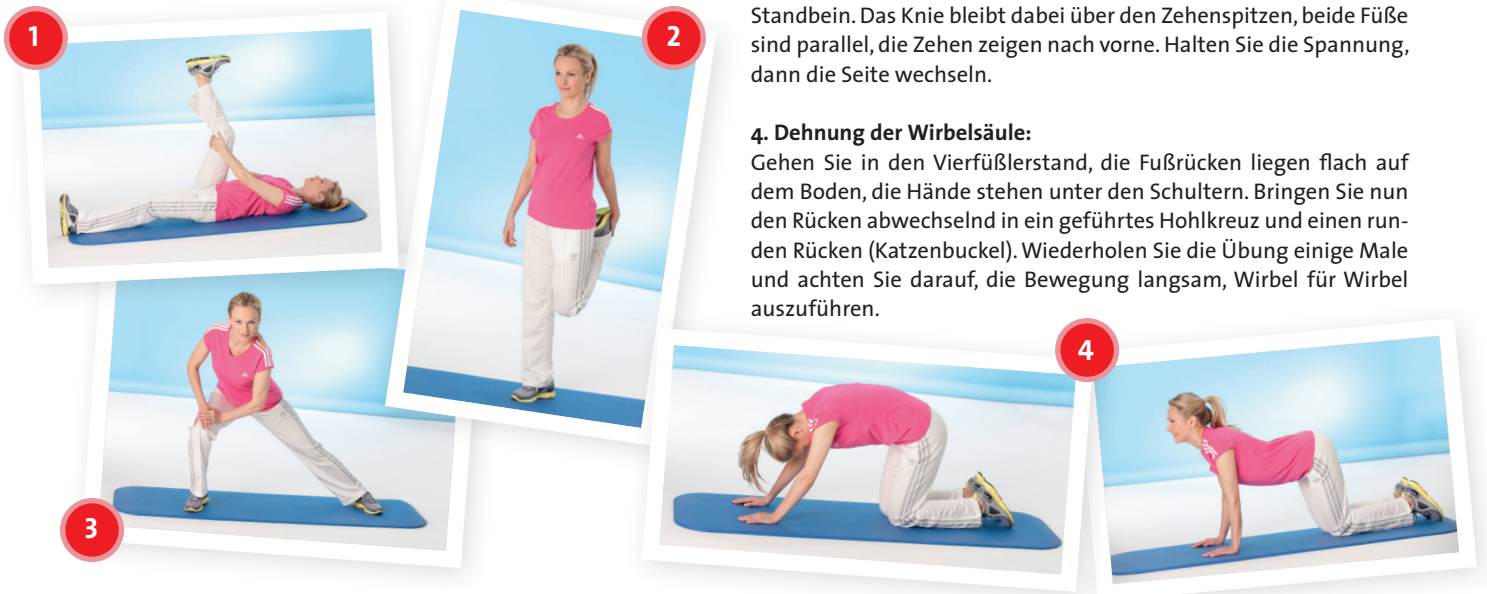 1
2
Standbein. Das Knie bleibt dabei über den Zehenspitzen, beide Füße
sind parallel, die Zehen zeigen nach vorne. Halten Sie die Spannung,
dann die Seite wechseln.
4. Dehnung der Wirbelsäule:
Gehen Sie in den Vierfüßlerstand, die Fußrücken liegen flach auf
dem Boden, die Hände stehen unter den Schultern. Bringen Sie nun
den Rücken abwechselnd in ein geführtes Hohlkreuz und einen run-
den Rücken (Katzenbuckel). Wiederholen Sie die Übung einige Male
und achten Sie darauf, die Bewegung langsam, Wirbel für Wirbel
auszuführen.
3
4